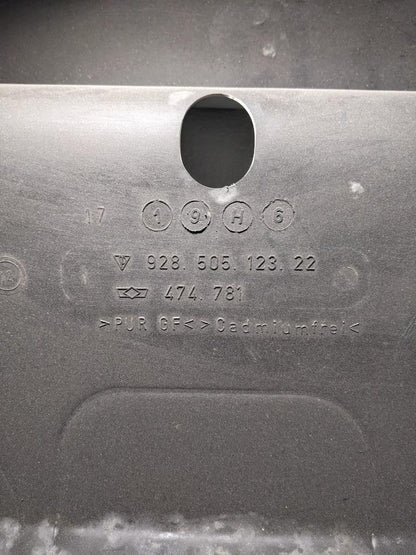 17 1 9 H 6
928. 505. 123. 22
474. 781
>PUR GF<>Cadmiumfrei<